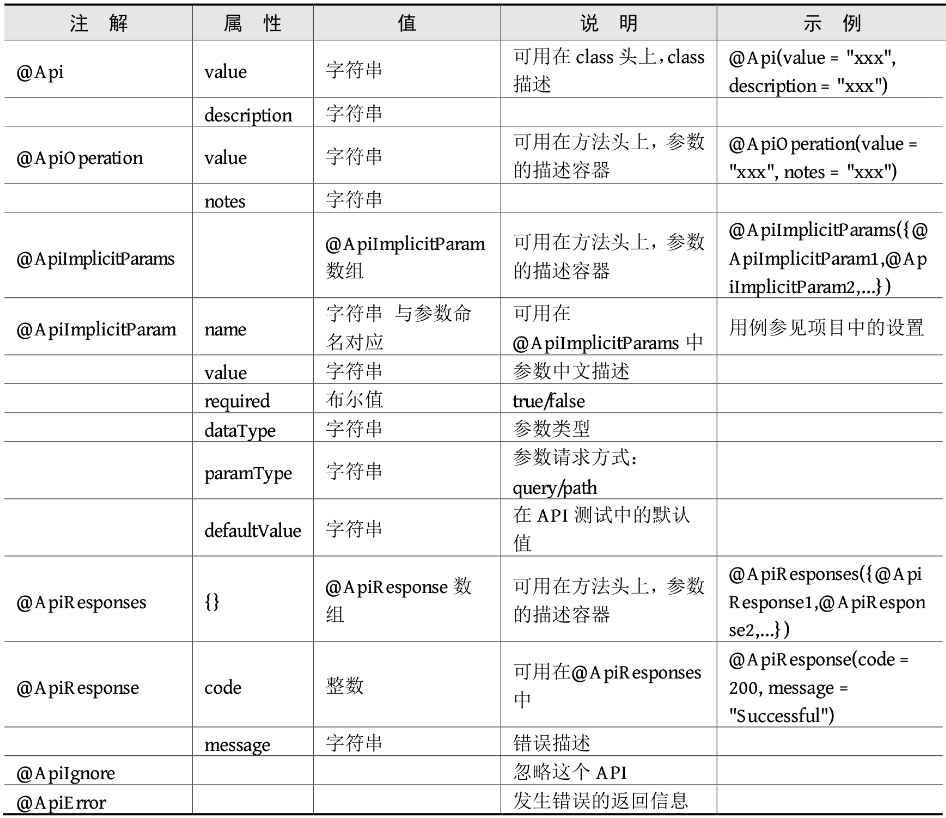 注 解 属 性 值 说 明 示 例
@Api value 字符串 可用在 class 头上，class 描述 @Api(value = "xxx", description = "xxx")
description 字符串
@ApiOperation value 字符串 可用在方法头上，参数的描述容器 @ApiOperation(value = "xxx", notes = "xxx")
notes 字符串
@ApiImplicitParams @ApiImplicitParam 数组 可用在方法头上，参数的描述容器 @ApiImplicitParams({@ApiImplicitParam1,@ApiImplicitParam2,...})
@ApiImplicitParam name 字符串 与参数命名对应 可用在@ApiImplicitParams 中 用例参见项目中的设置
value 字符串 参数中文描述
required 布尔值 true/false
dataType 字符串 参数类型
paramType 字符串 参数请求方式：query/path
defaultValue 字符串 在 API 测试中的默认值
@ApiResponses {} @ApiResponse 数组 可用在方法头上，参数的描述容器 @ApiResponses({@ApiResponse1,@ApiResponse2,...})
@ApiResponse code 整数 可用在@ApiResponses 中 @ApiResponse(code = 200, message = "Successful")
message 字符串 错误描述
@ApiIgnore 忽略这个 API
@ApiError 发生错误的返回信息